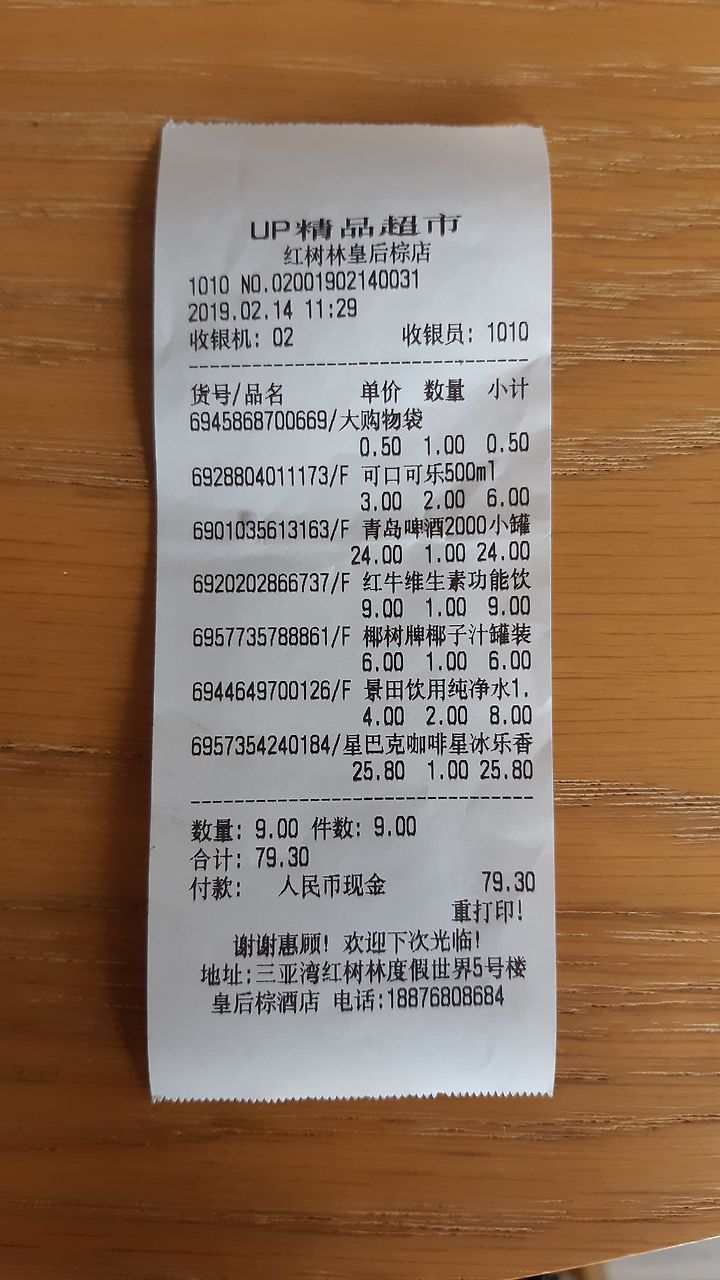 UP精品超市
红树林皇后棕店
1010 NO.02001902140031
2019.02.14 11:29
收银机: 02 收银员: 1010
货号/品名 单价 数量 小计
6945868700669/大购物袋
0.50 1.00 0.50
6928804011173/F 可口可乐500ml
3.00 2.00 6.00
6901035613163/F 青岛啤酒2000小罐
24.00 1.00 24.00
6920202866737/F 红牛维生素功能饮
9.00 1.00 9.00
6957735788861/F 椰树牌椰子汁罐装
6.00 1.00 6.00
6944649700126/F 景田饮用纯净水1.
4.00 2.00 8.00
6957354240184/星巴克咖啡星冰乐香
25.80 1.00 25.80
数量: 9.00 件数: 9.00
合计: 79.30
付款: 人民币现金 79.30
重打印!
谢谢惠顾! 欢迎下次光临!
地址:三亚湾红树林度假世界5号楼
皇后棕酒店 电话:18876808684